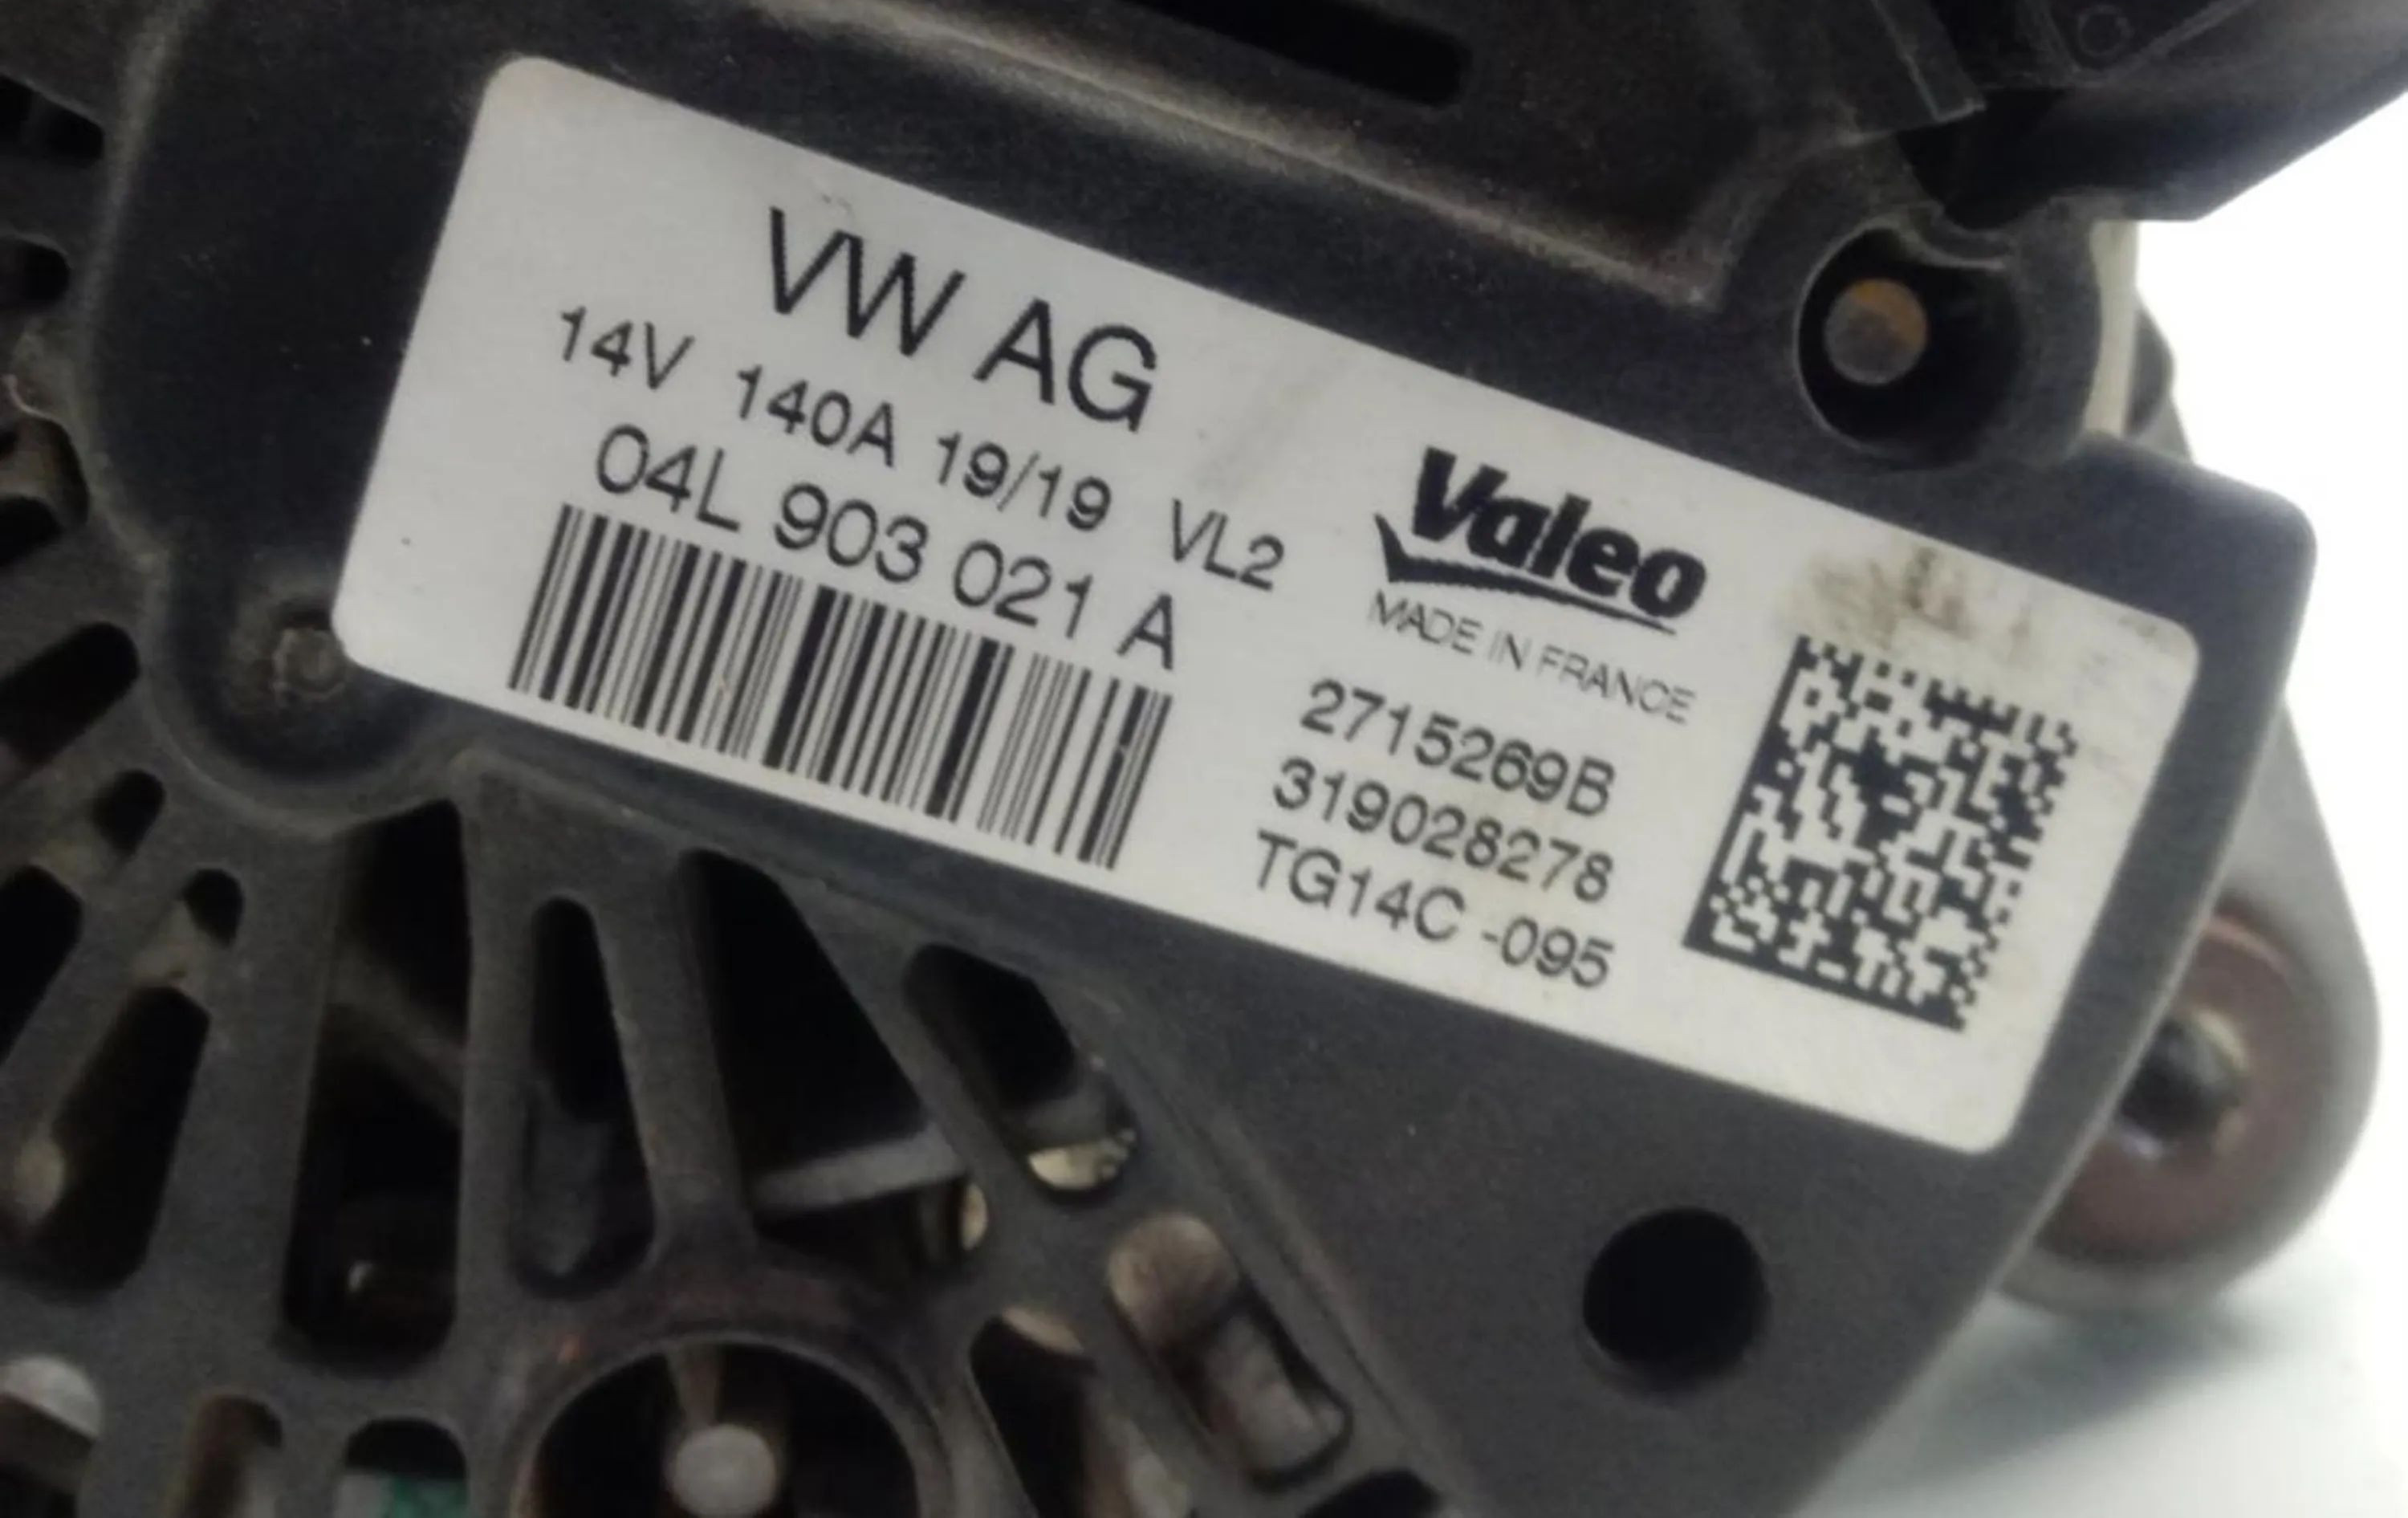 VW AG
14V 140A 19/19 VL2
04L 903 021 A
Valeo
MADE IN FRANCE
2715269B
319028278
TG14C -095